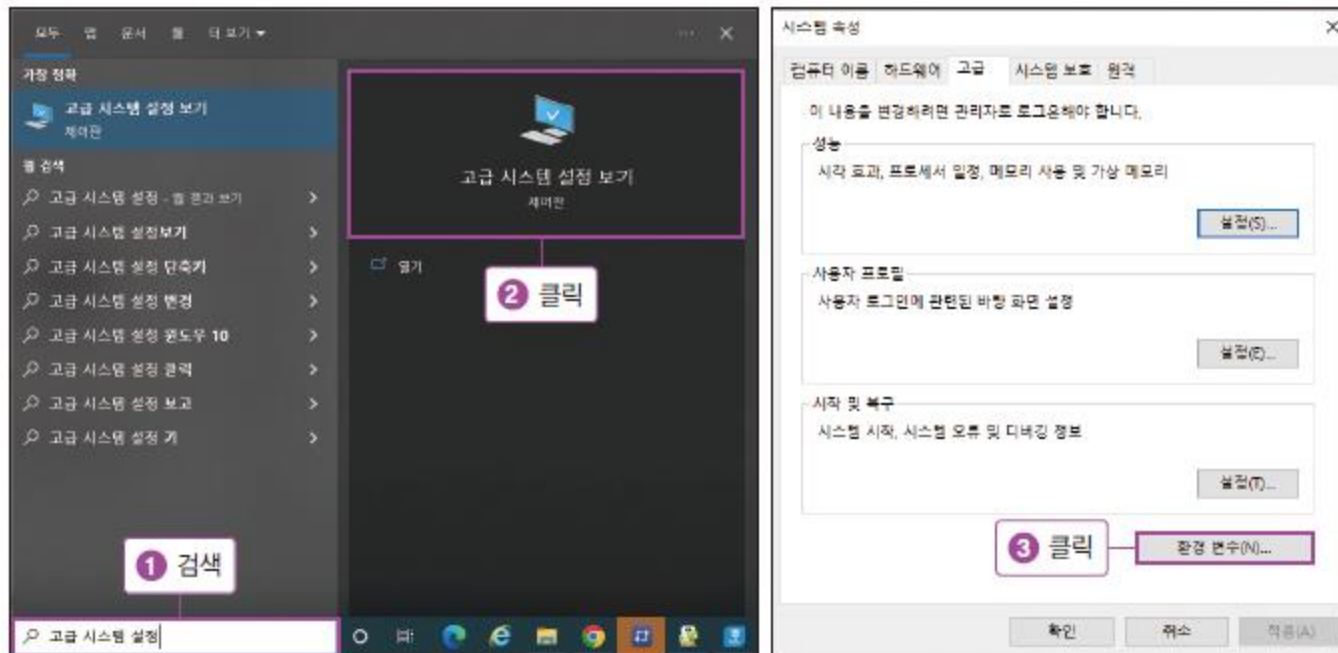 모두 앱 문서 웹 더 보기
가장 정확
고급 시스템 설정 보기
제어판
웹 검색
고급 시스템 설정 - 웹 결과 보기
고급 시스템 설정보기
고급 시스템 설정 단축키
고급 시스템 설정 변경
고급 시스템 설정 윈도우 10
고급 시스템 설정 클릭
고급 시스템 설정 보고
고급 시스템 설정 기
1 검색
고급 시스템 설정
고급 시스템 설정 보기
제어판
열기
2 클릭
시스템 속성
컴퓨터 이름 하드웨어 고급 시스템 보호 원격
이 내용을 변경하려면 관리자로 로그온해야 합니다.
성능
시각 효과, 프로세서 일정, 메모리 사용 및 가상 메모리
설정(S)...
사용자 프로필
사용자 로그인에 관련된 바탕 화면 설정
설정(E)...
시작 및 복구
시스템 시작, 시스템 오류 및 디버깅 정보
설정(T)...
3 클릭
환경 변수(N)...
확인 취소 적용(A)